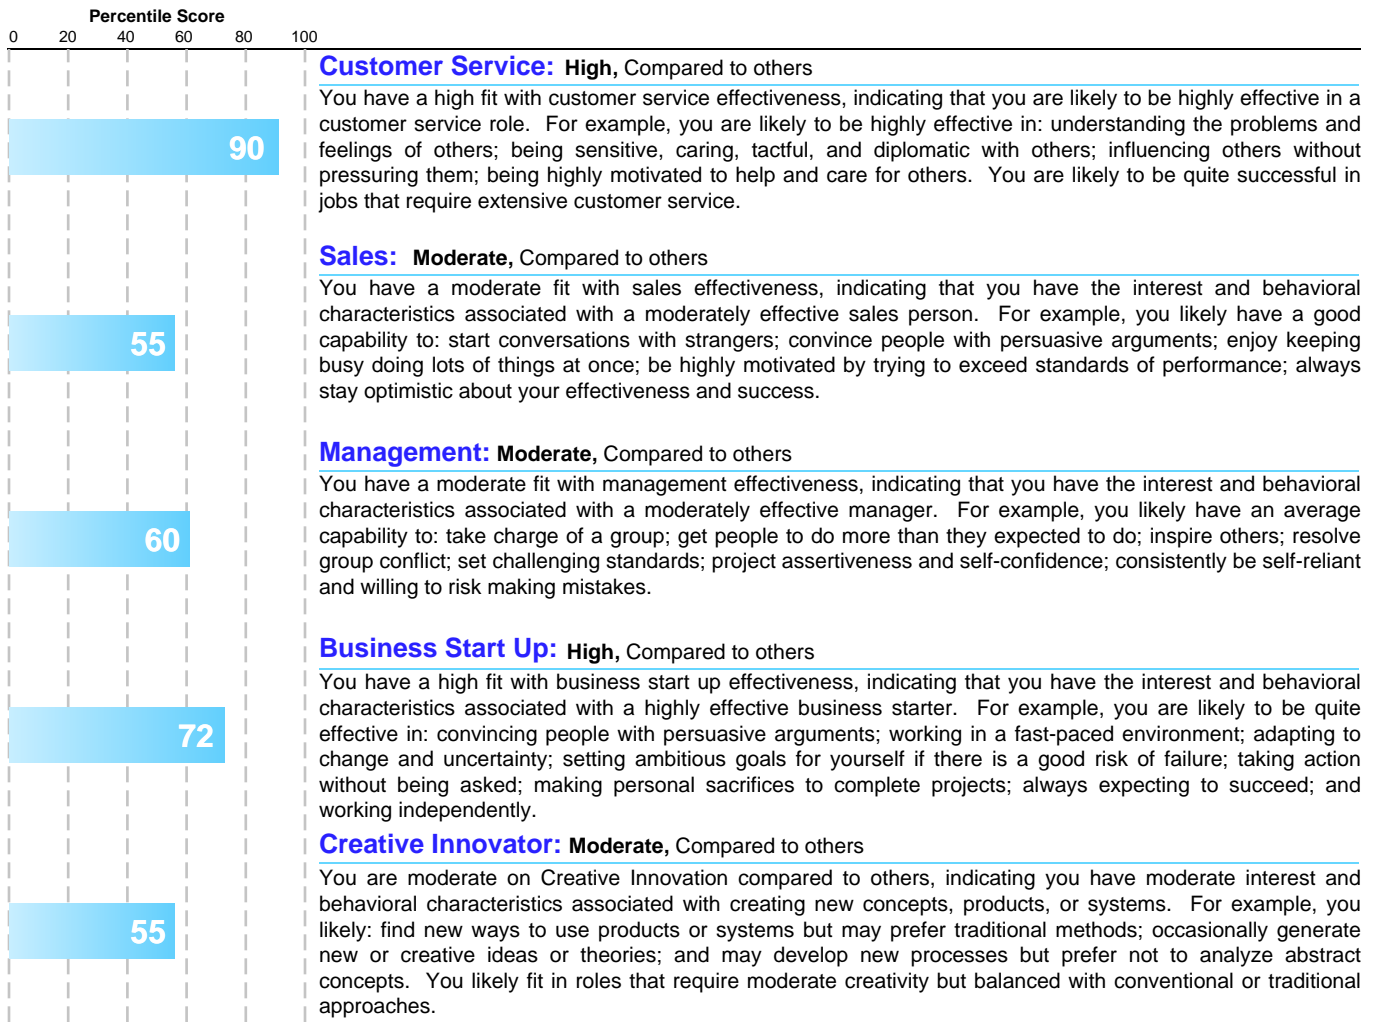 Percentile Score
0 20 40 60 80 100
Customer Service: High, Compared to others
You have a high fit with customer service effectiveness, indicating that you are likely to be highly effective in a
customer service role. For example, you are likely to be highly effective in: understanding the problems and
feelings of others; being sensitive, caring, tactful, and diplomatic with others; influencing others without
pressuring them; being highly motivated to help and care for others. You are likely to be quite successful in
jobs that require extensive customer service.
90
Sales: Moderate, Compared to others
You have a moderate fit with sales effectiveness, indicating that you have the interest and behavioral
characteristics associated with a moderately effective sales person. For example, you likely have a good
capability to: start conversations with strangers; convince people with persuasive arguments; enjoy keeping
busy doing lots of things at once; be highly motivated by trying to exceed standards of performance; always
stay optimistic about your effectiveness and success.
55
Management: Moderate, Compared to others
You have a moderate fit with management effectiveness, indicating that you have the interest and behavioral
characteristics associated with a moderately effective manager. For example, you likely have an average
capability to: take charge of a group; get people to do more than they expected to do; inspire others; resolve
group conflict; set challenging standards; project assertiveness and self-confidence; consistently be self-reliant
and willing to risk making mistakes.
60
Business Start Up: High, Compared to others
You have a high fit with business start up effectiveness, indicating that you have the interest and behavioral
characteristics associated with a highly effective business starter. For example, you are likely to be quite
effective in: convincing people with persuasive arguments; working in a fast-paced environment; adapting to
change and uncertainty; setting ambitious goals for yourself if there is a good risk of failure; taking action
without being asked; making personal sacrifices to complete projects; always expecting to succeed; and
working independently.
72
Creative Innovator: Moderate, Compared to others
You are moderate on Creative Innovation compared to others, indicating you have moderate interest and
behavioral characteristics associated with creating new concepts, products, or systems. For example, you
likely: find new ways to use products or systems but may prefer traditional methods; occasionally generate
new or creative ideas or theories; and may develop new processes but prefer not to analyze abstract
concepts. You likely fit in roles that require moderate creativity but balanced with conventional or traditional
approaches.
55